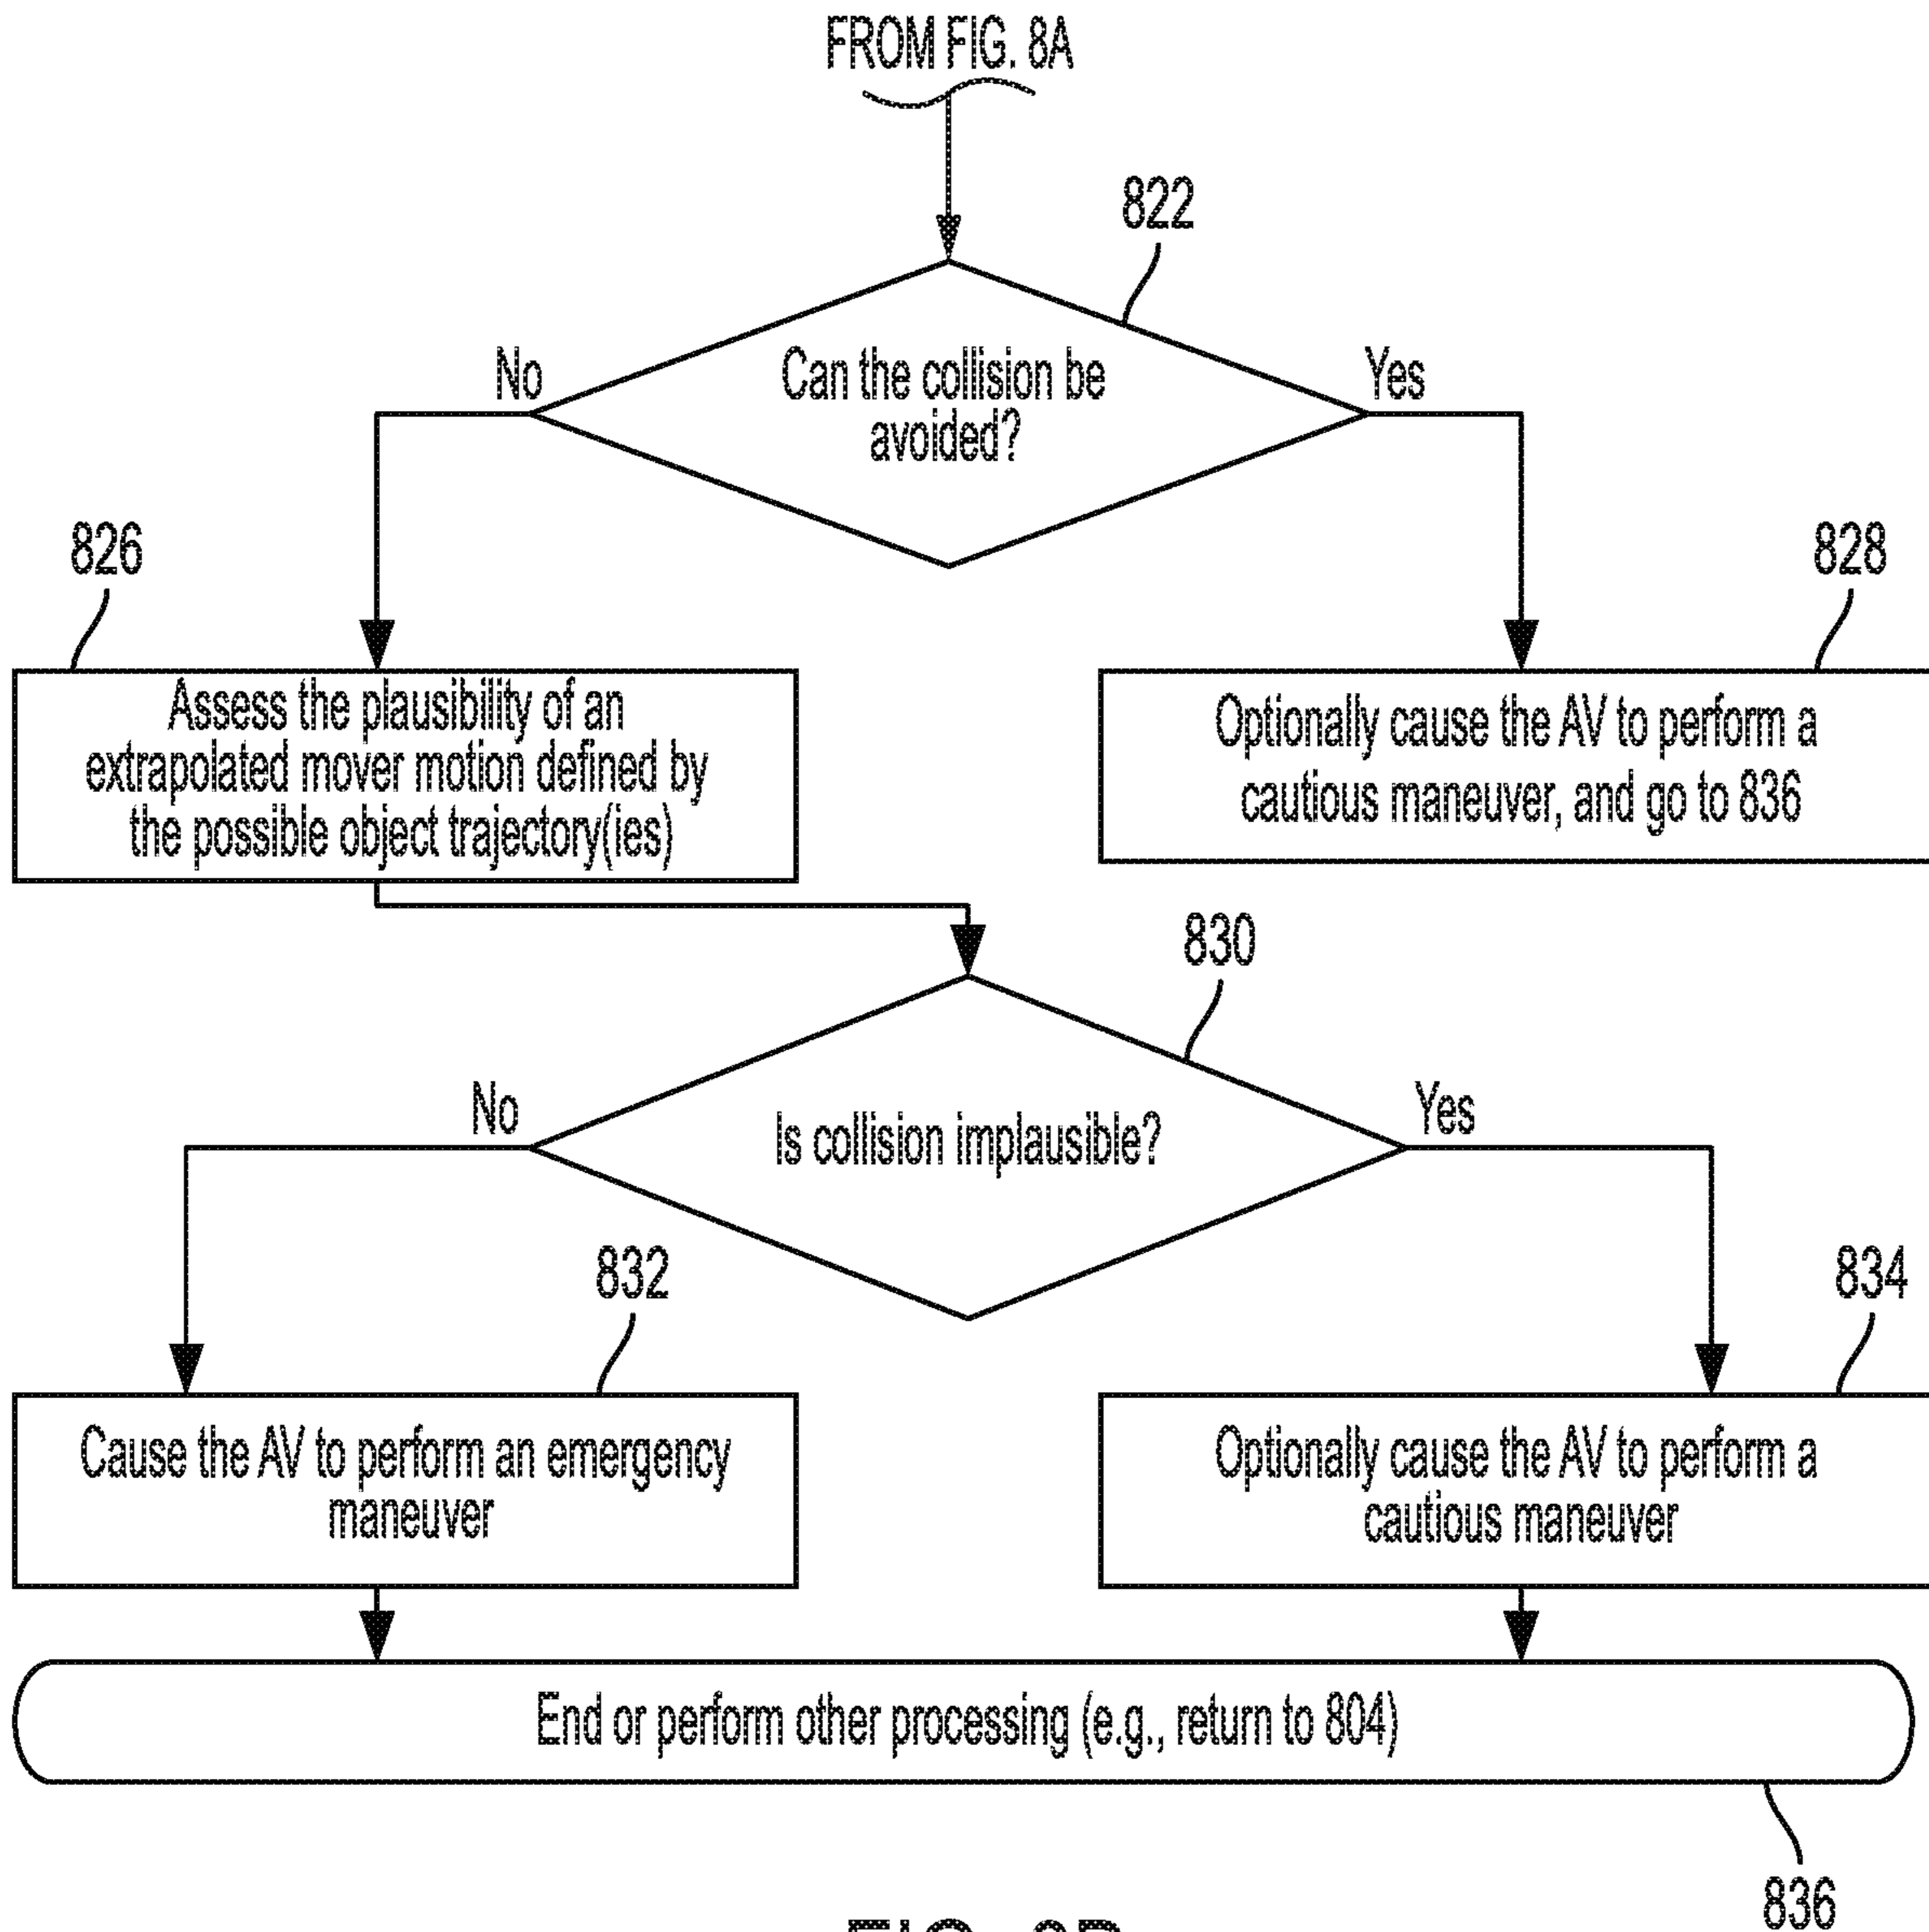 FROM FIG. 8A
822
Can the collision be
avoided?
No
Yes
826
828
Assess the plausibility of an
extrapolated mover motion defined by
the possible object trajectory(ies)
Optionally cause the AV to perform a
cautious maneuver, and go to 836
830
Is collision implausible?
No
Yes
832
834
Cause the AV to perform an emergency
maneuver
Optionally cause the AV to perform a
cautious maneuver
End or perform other processing (e.g., return to 804)
836